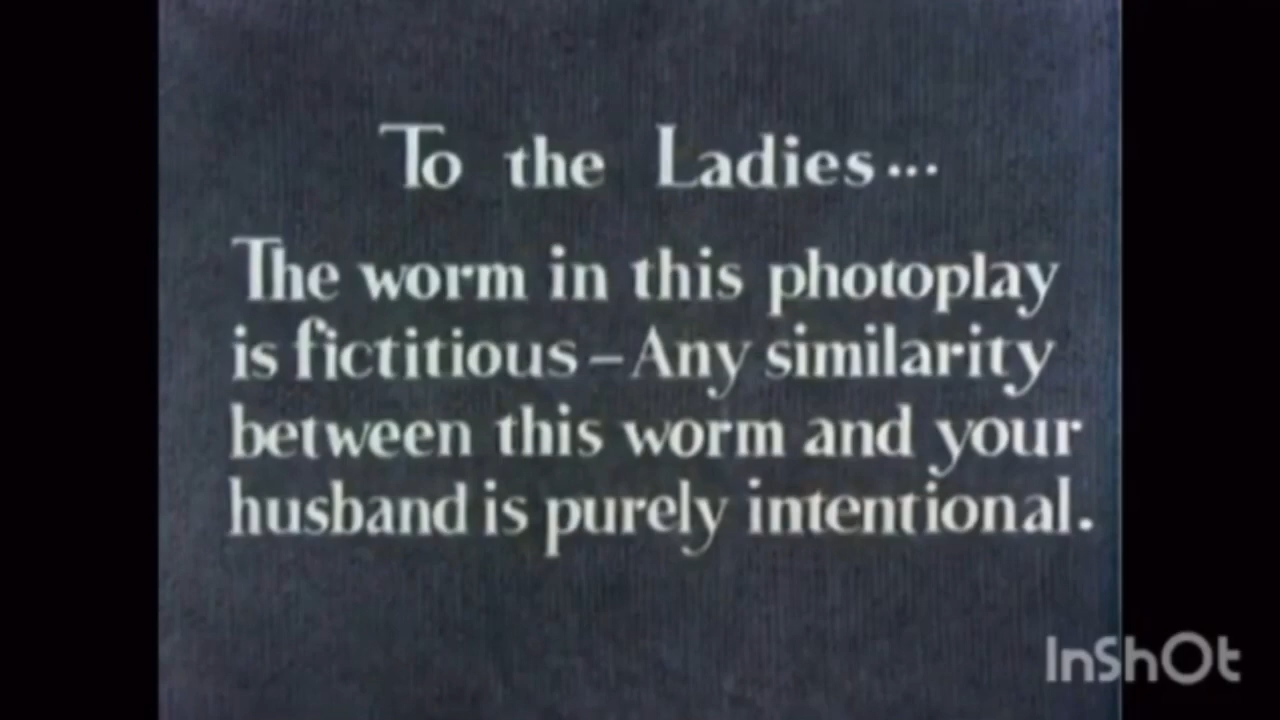 To the Ladies...
The worm in this photoplay
is fictitious – Any similarity
between this worm and your
husband is purely intentional.
InShOt